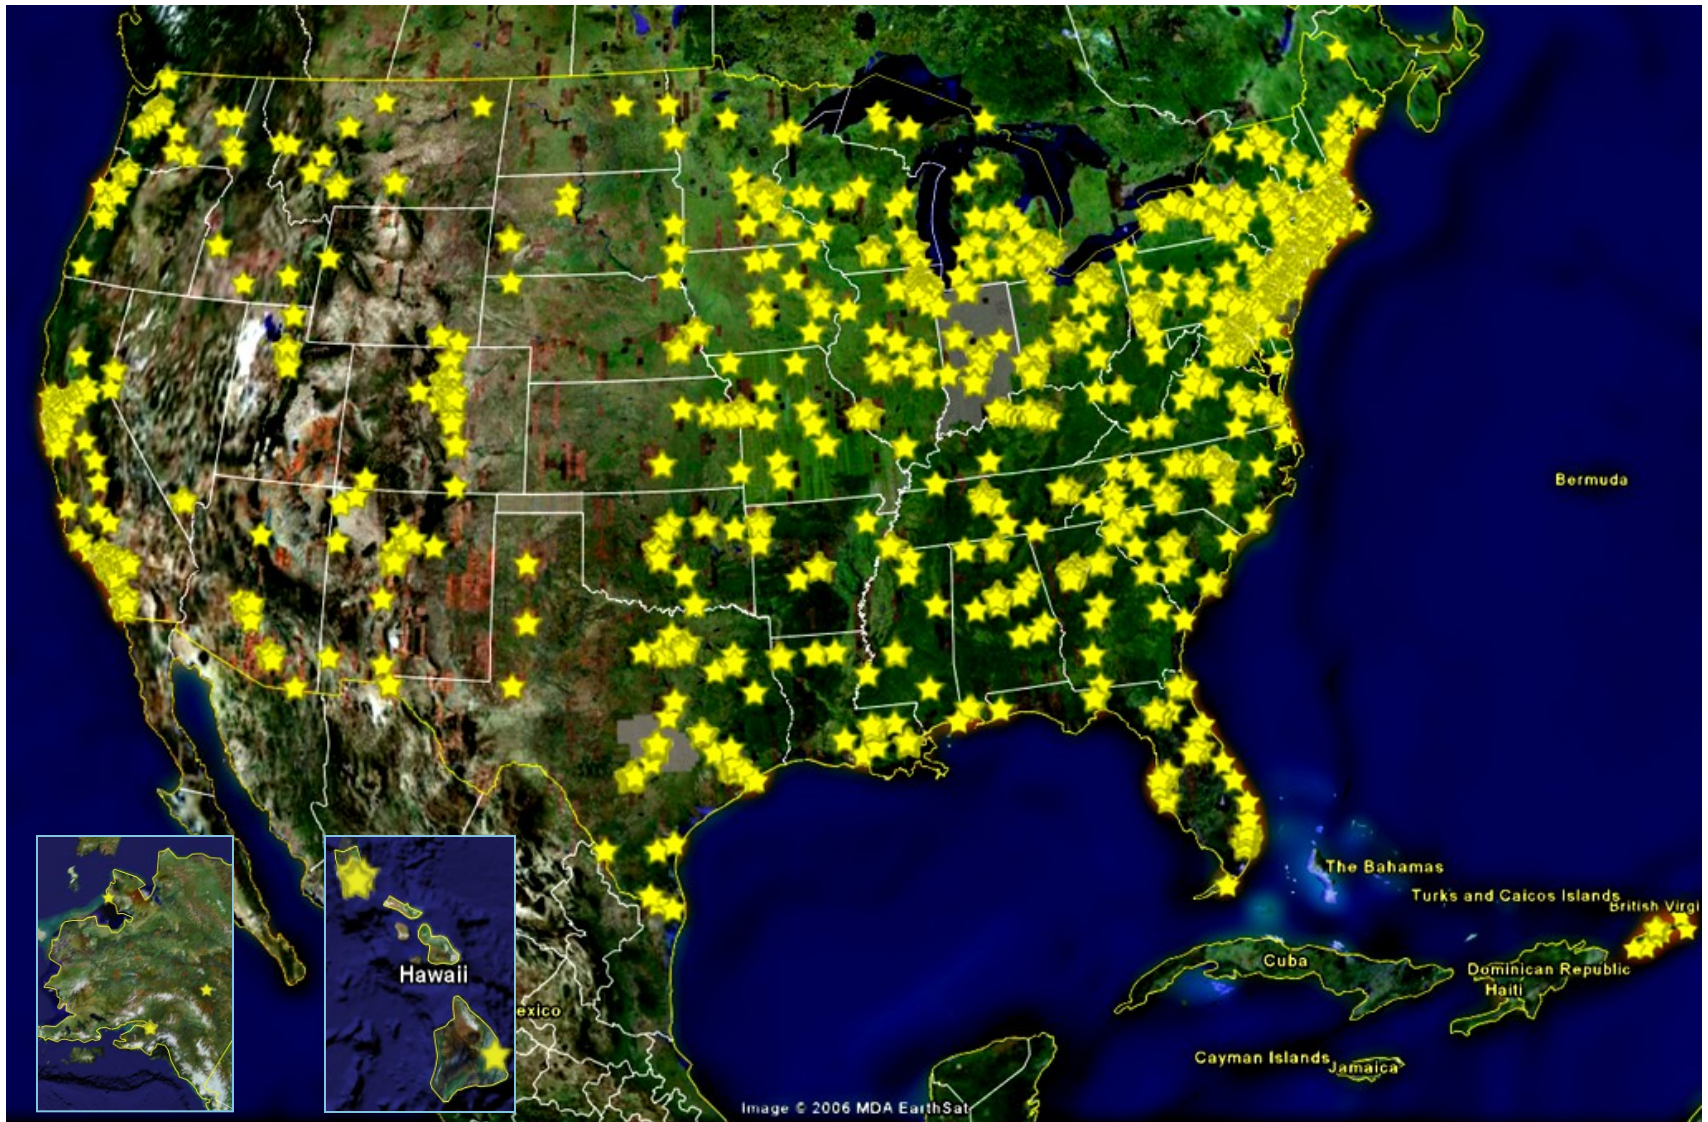 Bermuda
The Bahamas
Turks and Caicos Islands
British Virgi
Cuba
Dominican Republic
Haiti
Hawaii
exico
Cayman Islands
Jamaica
Image © 2006 MDA EarthSat